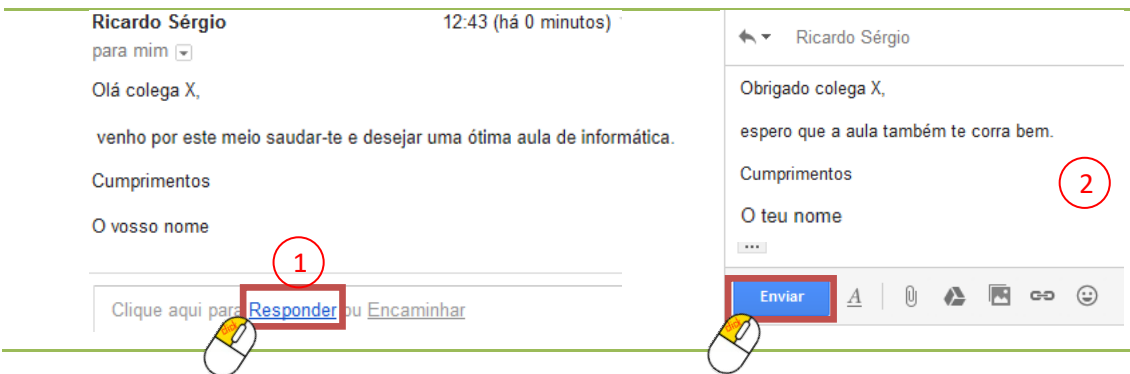 Ricardo Sérgio 12:43 (há 0 minutos)
para mim
Olá colega X,
venho por este meio saudar-te e desejar uma ótima aula de informática.
Cumprimentos
O vosso nome
1
Clique aqui para Responder ou Encaminhar
click
Ricardo Sérgio
Obrigado colega X,
espero que a aula também te corra bem.
Cumprimentos
2
O teu nome
...
Enviar A
click